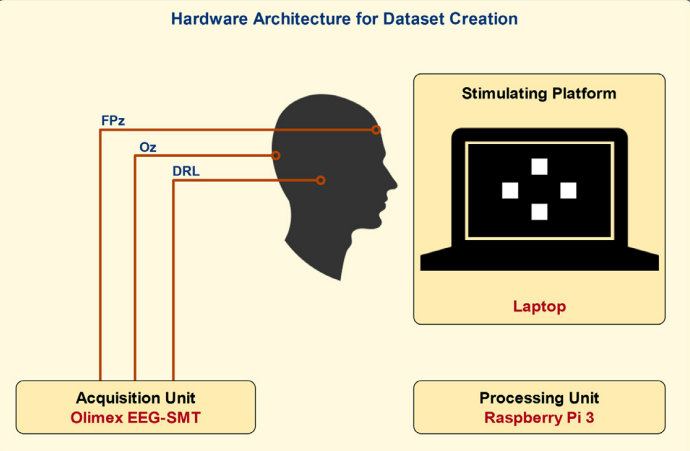 Hardware Architecture for Dataset Creation
FPz
Oz
DRL
Stimulating Platform
Laptop
Acquisition Unit
Olimex EEG-SMT
Processing Unit
Raspberry Pi 3